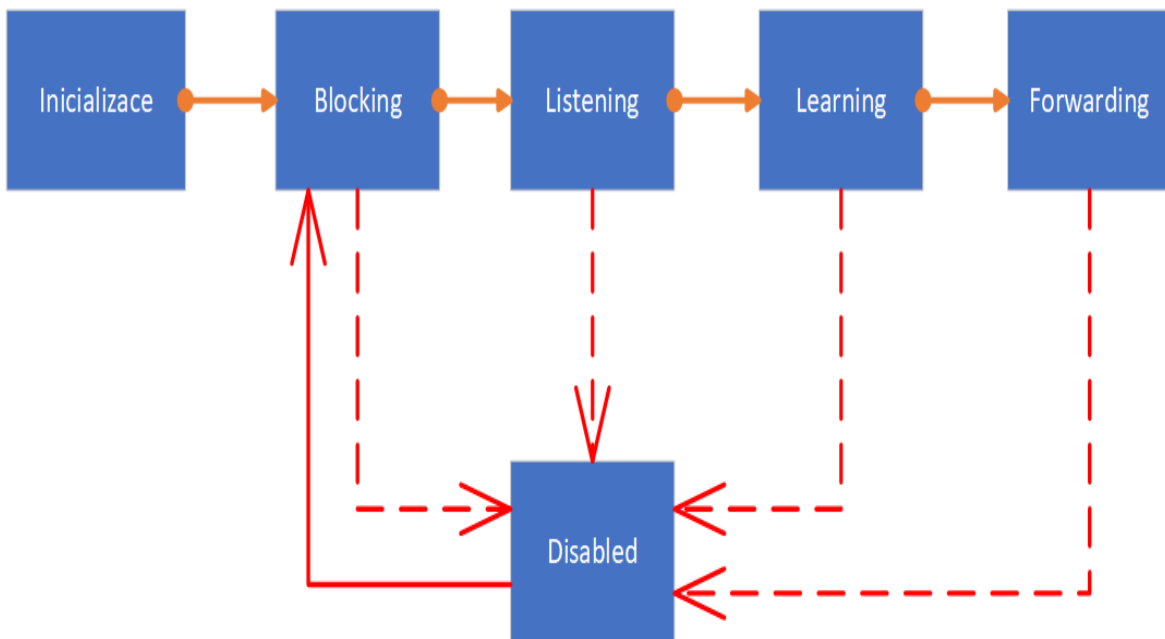 Inicializace
Blocking
Listening
Learning
Forwarding
Disabled